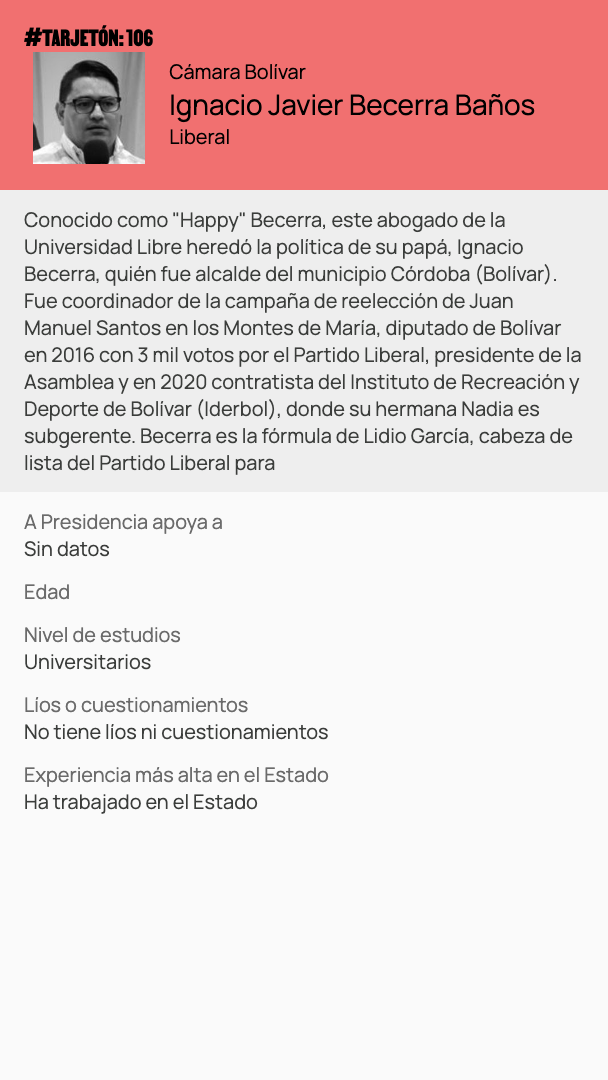 #TARJETÓN: 106
Cámara Bolívar
Ignacio Javier Becerra Baños
Liberal
Conocido como "Happy" Becerra, este abogado de la
Universidad Libre heredó la política de su papá, Ignacio
Becerra, quién fue alcalde del municipio Córdoba (Bolívar).
Fue coordinador de la campaña de reelección de Juan
Manuel Santos en los Montes de María, diputado de Bolívar
en 2016 con 3 mil votos por el Partido Liberal, presidente de la
Asamblea y en 2020 contratista del Instituto de Recreación y
Deporte de Bolívar (Iderbol), donde su hermana Nadia es
subgerente. Becerra es la fórmula de Lidio García, cabeza de
lista del Partido Liberal para
A Presidencia apoya a
Sin datos
Edad
Nivel de estudios
Universitarios
Líos o cuestionamientos
No tiene líos ni cuestionamientos
Experiencia más alta en el Estado
Ha trabajado en el Estado